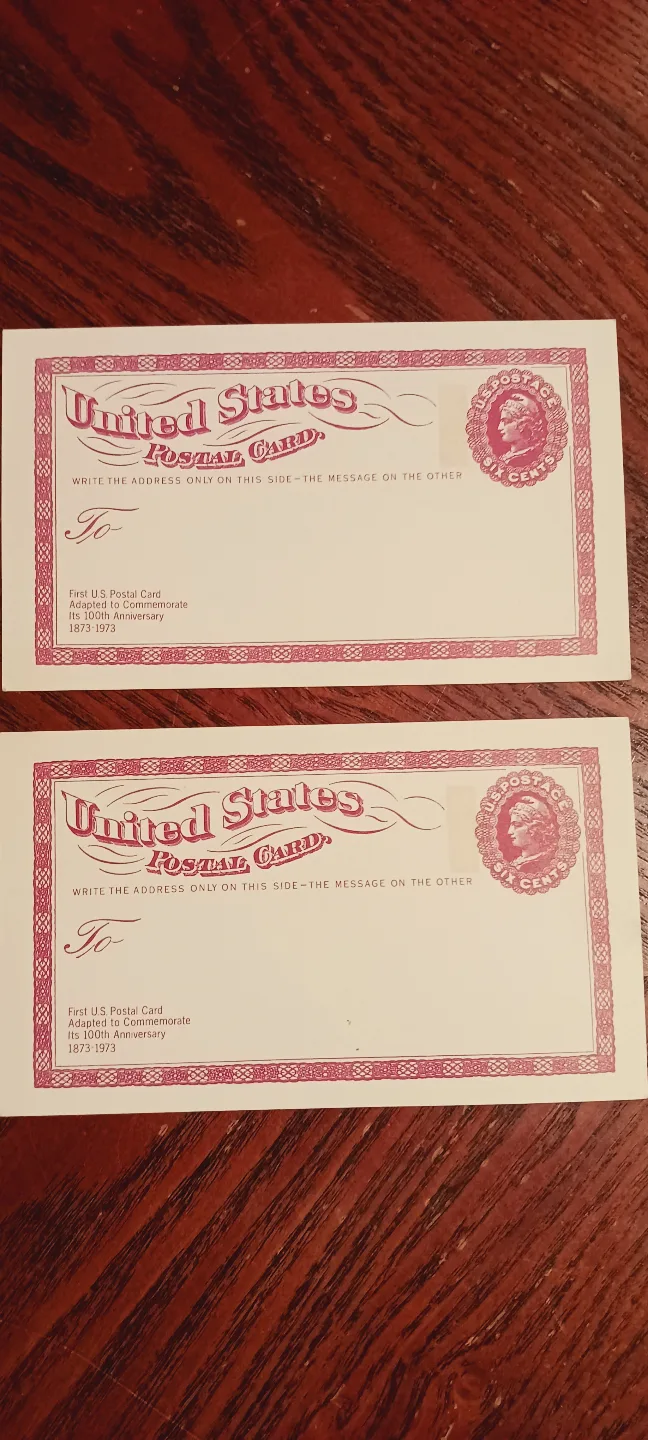 United States
POSTAL CARD.
U.S. POSTAGE
SIX CENTS
WRITE THE ADDRESS ONLY ON THIS SIDE–THE MESSAGE ON THE OTHER
To-
First U.S. Postal Card
Adapted to Commemorate
Its 100th Anniversary
1873-1973
United States
POSTAL CARD.
U.S. POSTAGE
SIX CENTS
WRITE THE ADDRESS ONLY ON THIS SIDE–THE MESSAGE ON THE OTHER
To-
First U.S. Postal Card
Adapted to Commemorate
Its 100th Anniversary
1873-1973